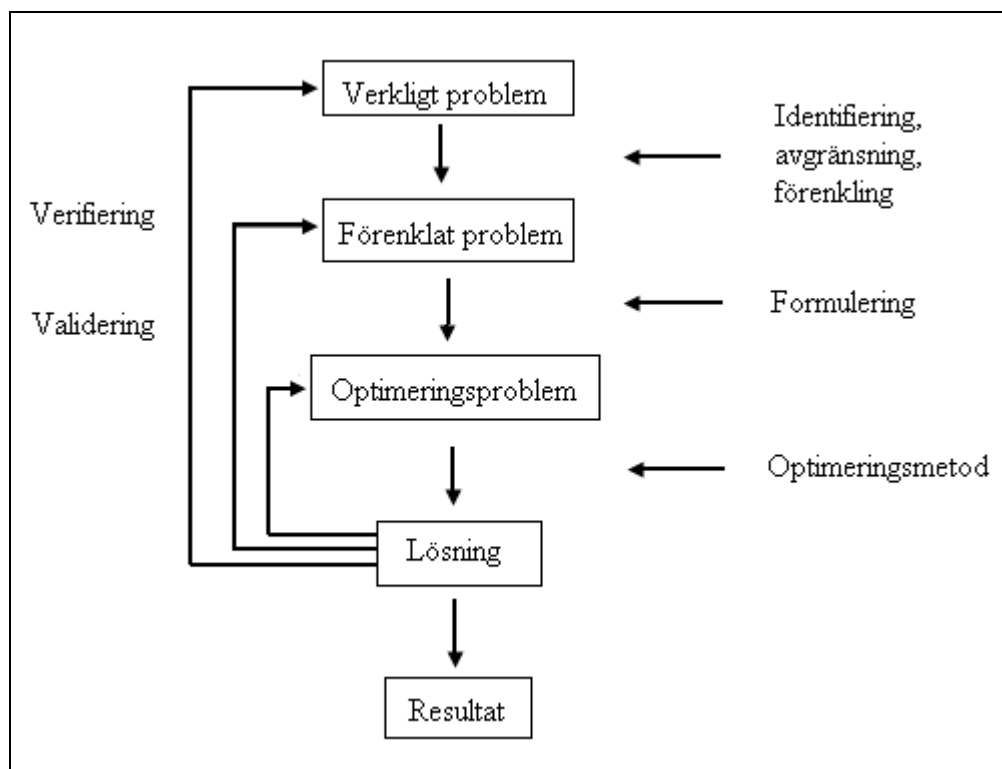 Verkligt problem
Identifiering,
avgränsning,
förenkling
Verifiering
Förenklat problem
Formulering
Validering
Optimeringsproblem
Optimeringsmetod
Lösning
Resultat